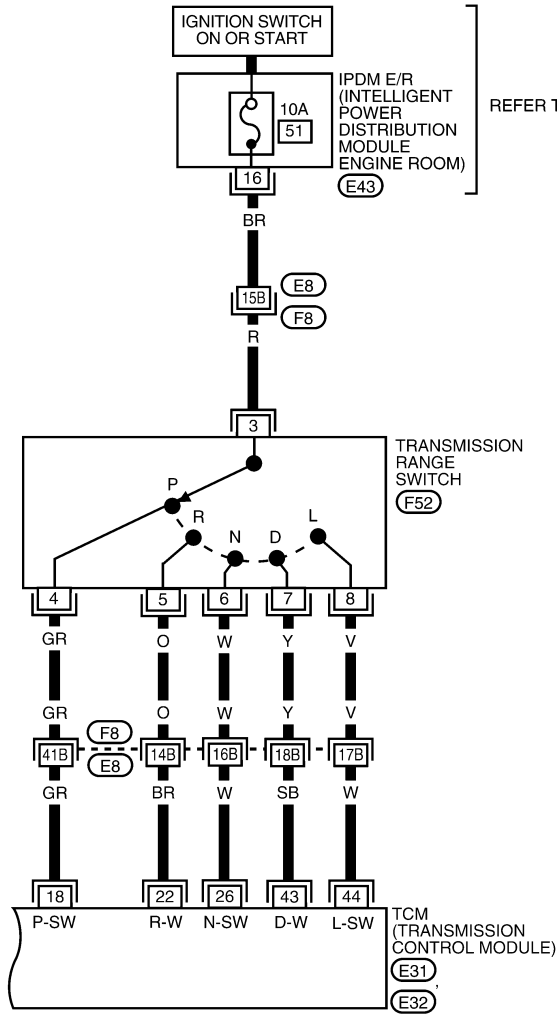 IGNITION SWITCH
ON OR START
IPDM E/R
(INTELLIGENT
POWER
DISTRIBUTION
MODULE
ENGINE ROOM)
E43
REFER T
10A
51
16
BR
15B
E8
F8
R
3
TRANSMISSION
RANGE
SWITCH
F52
P
R
N
D
L
4 5 6 7 8
GR O W Y V
GR O W Y V
F8
41B 14B 16B 18B 17B
E8
GR BR W SB W
18 22 26 43 44
P-SW R-W N-SW D-W L-SW
TCM
(TRANSMISSION
CONTROL MODULE)
E31
,
E32